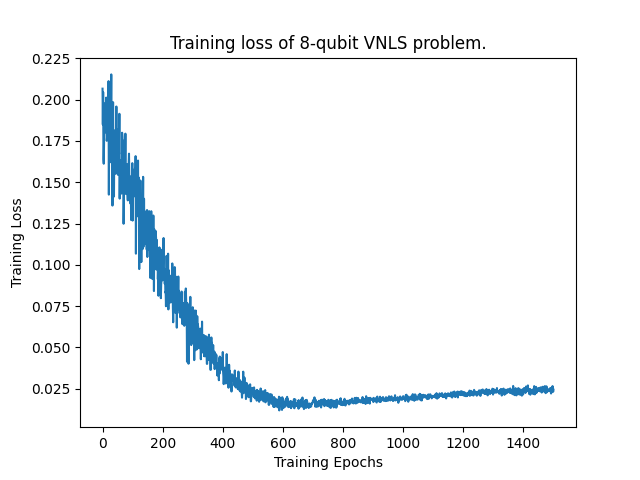 Training loss of 8-qubit VNLS problem.
0.225
0.200
0.175
0.150
0.125
0.100
0.075
0.050
0.025
Training Loss
0 200 400 600 800 1000 1200 1400
Training Epochs